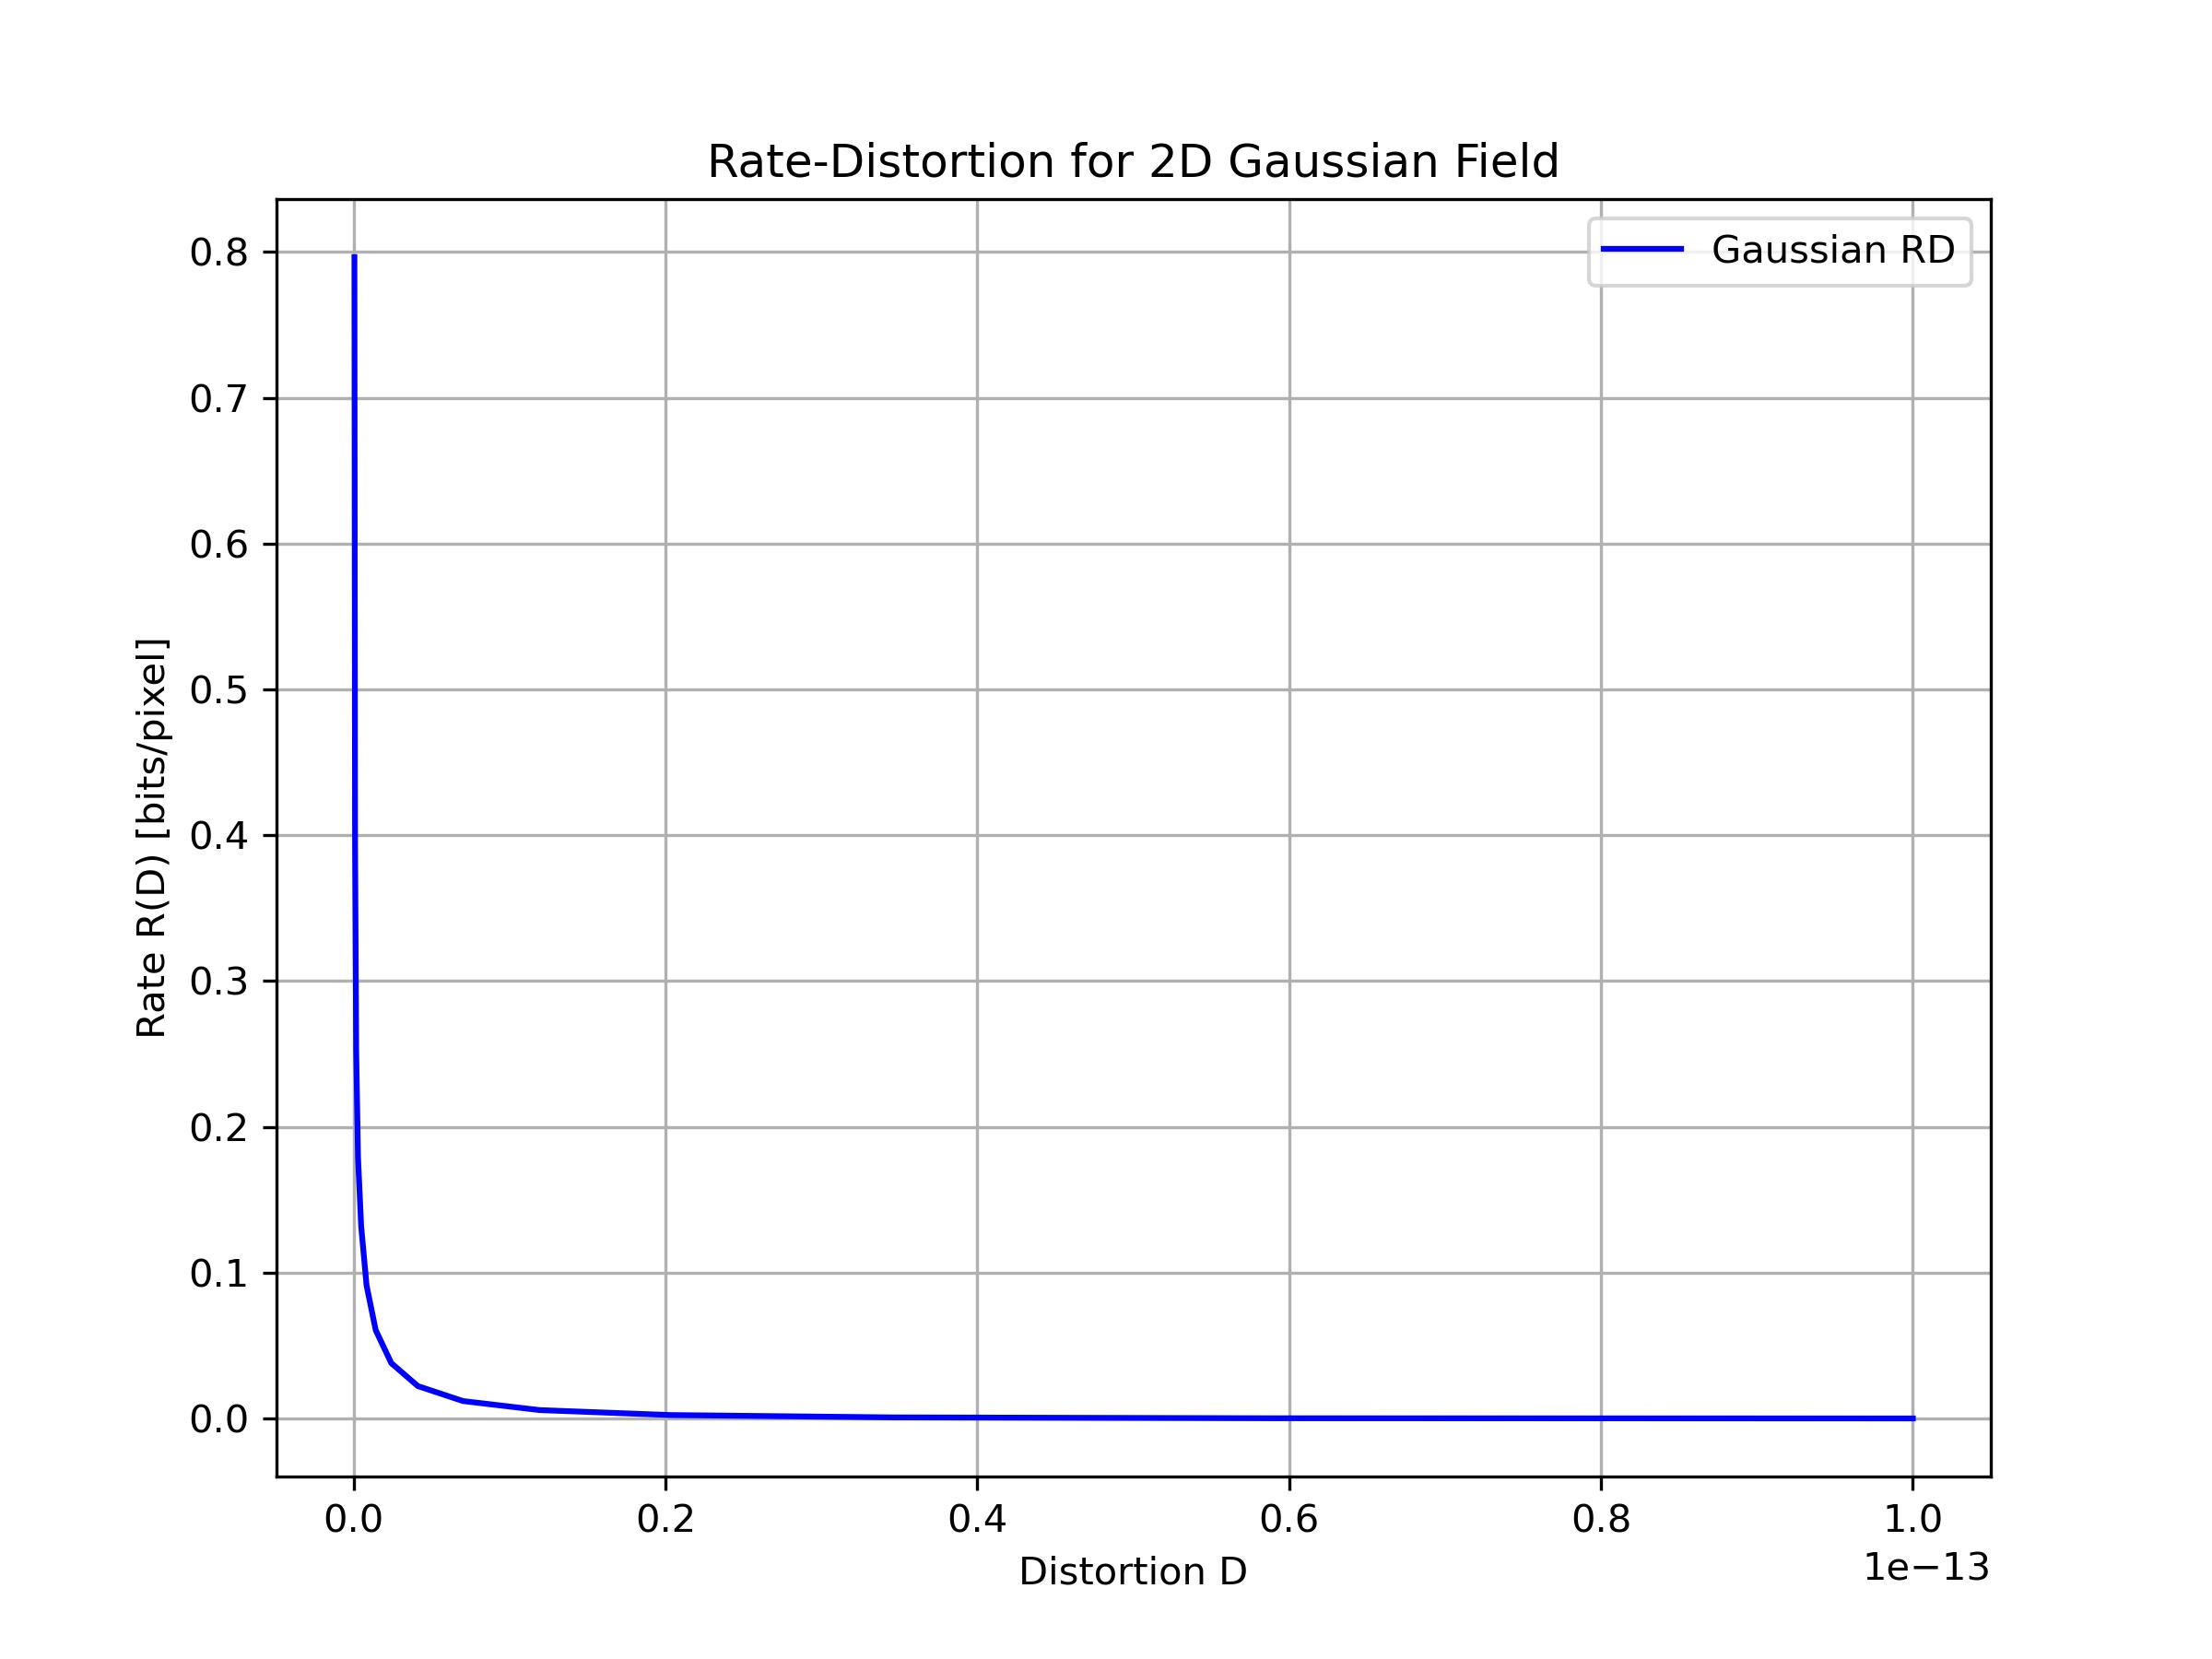 Rate-Distortion for 2D Gaussian Field
Gaussian RD
Rate R(D) [bits/pixel]
0.8
0.7
0.6
0.5
0.4
0.3
0.2
0.1
0.0
0.0 0.2 0.4 0.6 0.8 1.0
1e−13
Distortion D